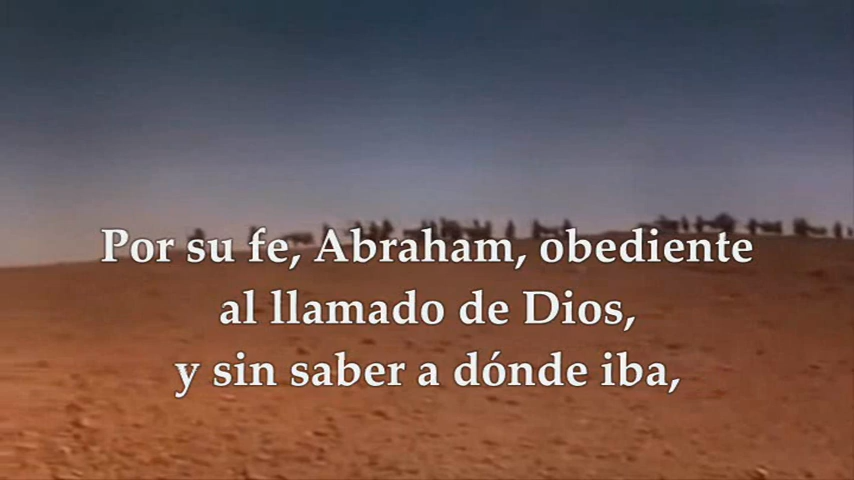 Por su fe, Abraham, obediente
al llamado de Dios,
y sin saber a dónde iba,